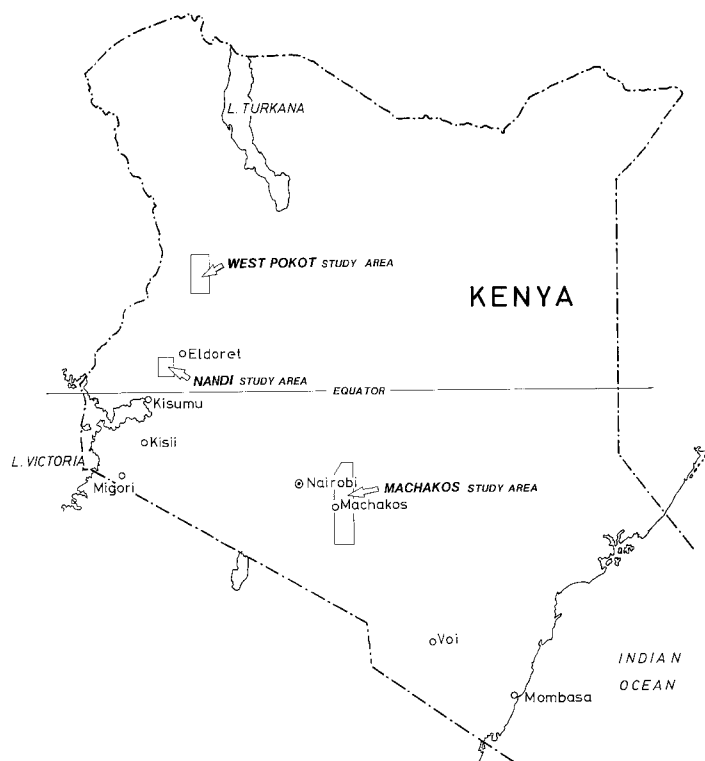 L. TURKANA
WEST POKOT STUDY AREA
KENYA
Eldoret
NANDI STUDY AREA
EQUATOR
Kisumu
Kisii
L. VICTORIA
Migori
Nairobi
MACHAKOS STUDY AREA
Machakos
Voi
INDIAN
OCEAN
Mombasa